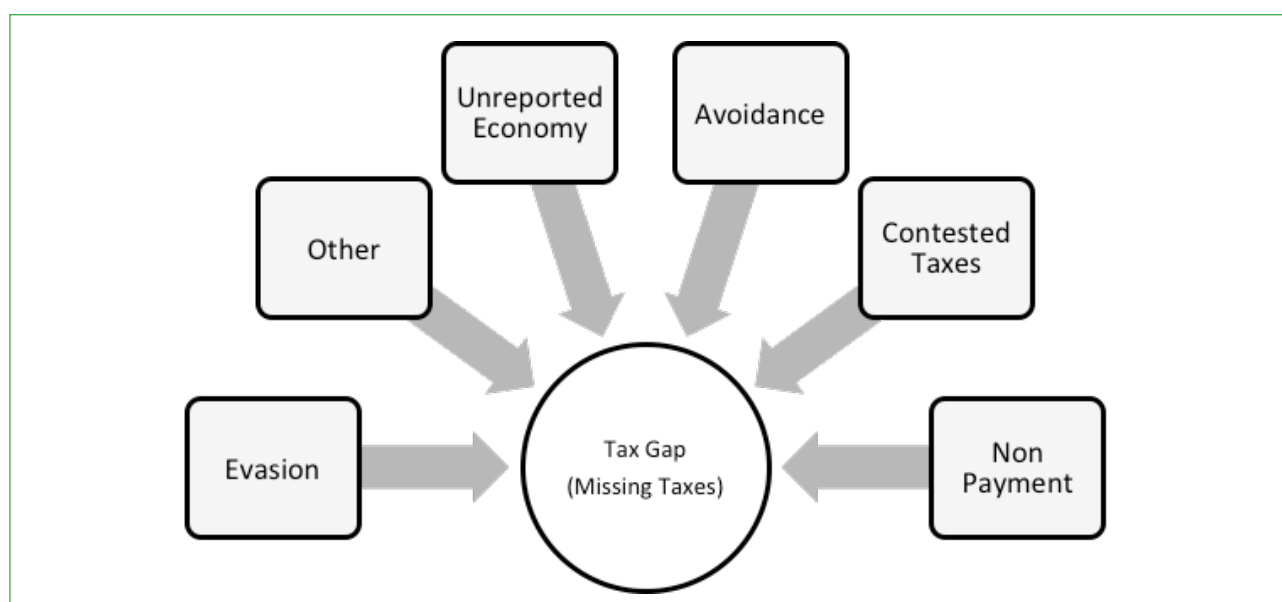 Unreported
Economy
Avoidance
Other
Contested
Taxes
Evasion
Tax Gap
(Missing Taxes)
Non
Payment